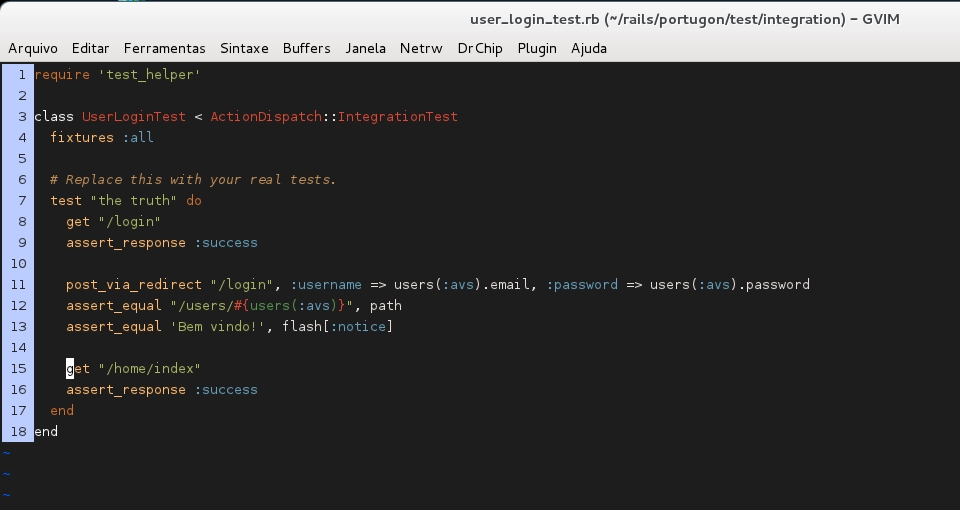 user_login_test.rb (~/rails/portugon/test/integration) - GVIM
Arquivo Editar Ferramentas Sintaxe Buffers Janela Netrw DrChip Plugin Ajuda
1 require 'test_helper'
2
3 class UserLoginTest < ActionDispatch::IntegrationTest
4   fixtures :all
5
6   # Replace this with your real tests.
7   test "the truth" do
8     get "/login"
9     assert_response :success
10
11     post_via_redirect "/login", :username => users(:avs).email, :password => users(:avs).password
12     assert_equal "/users/#{users(:avs)}", path
13     assert_equal 'Bem vindo!', flash[:notice]
14
15     get "/home/index"
16     assert_response :success
17   end
18 end
~
~
~